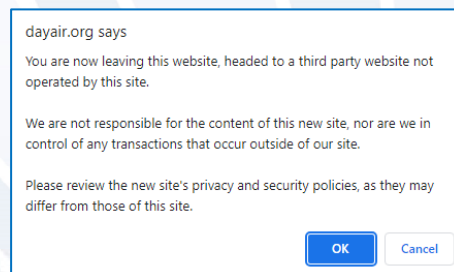 dayair.org says
You are now leaving this website, headed to a third party website not
operated by this site.
We are not responsible for the content of this new site, nor are we in
control of any transactions that occur outside of our site.
Please review the new site's privacy and security policies, as they may
differ from those of this site.
OK Cancel